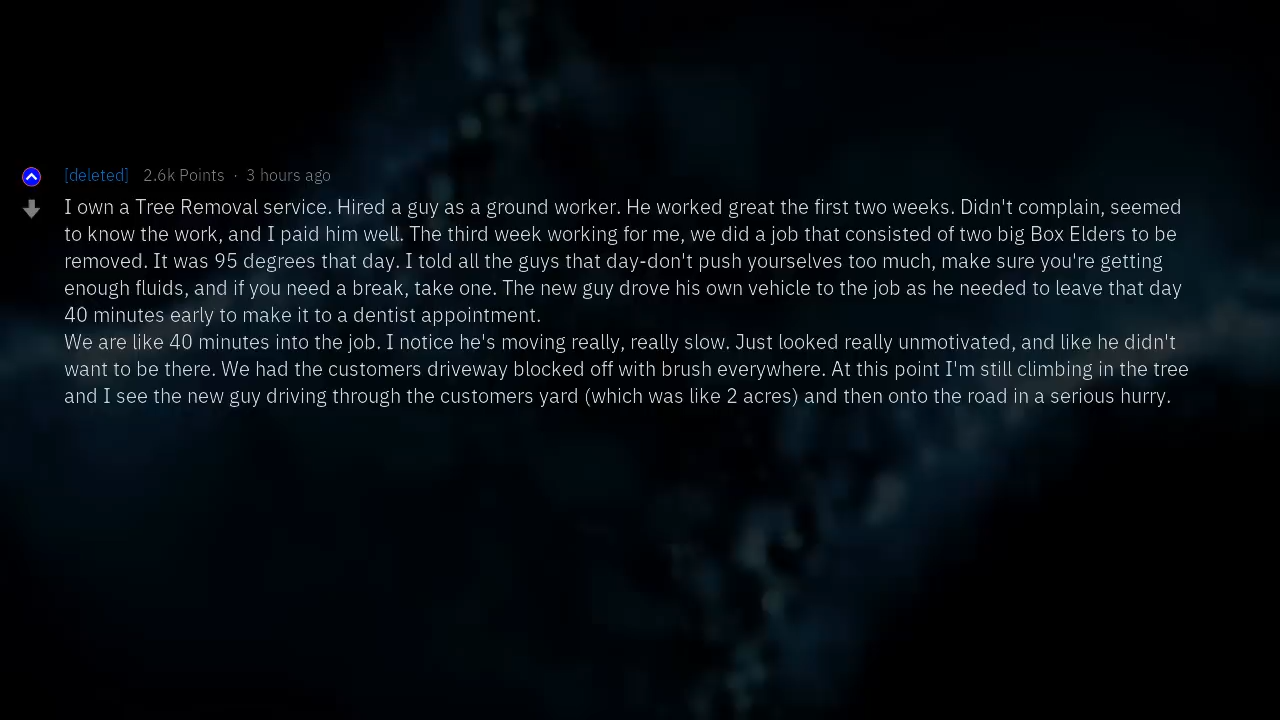 [deleted] 2.6k Points · 3 hours ago
I own a Tree Removal service. Hired a guy as a ground worker. He worked great the first two weeks. Didn't complain, seemed
to know the work, and I paid him well. The third week working for me, we did a job that consisted of two big Box Elders to be
removed. It was 95 degrees that day. I told all the guys that day-don't push yourselves too much, make sure you're getting
enough fluids, and if you need a break, take one. The new guy drove his own vehicle to the job as he needed to leave that day
40 minutes early to make it to a dentist appointment.
We are like 40 minutes into the job. I notice he's moving really, really slow. Just looked really unmotivated, and like he didn't
want to be there. We had the customers driveway blocked off with brush everywhere. At this point I'm still climbing in the tree
and I see the new guy driving through the customers yard (which was like 2 acres) and then onto the road in a serious hurry.